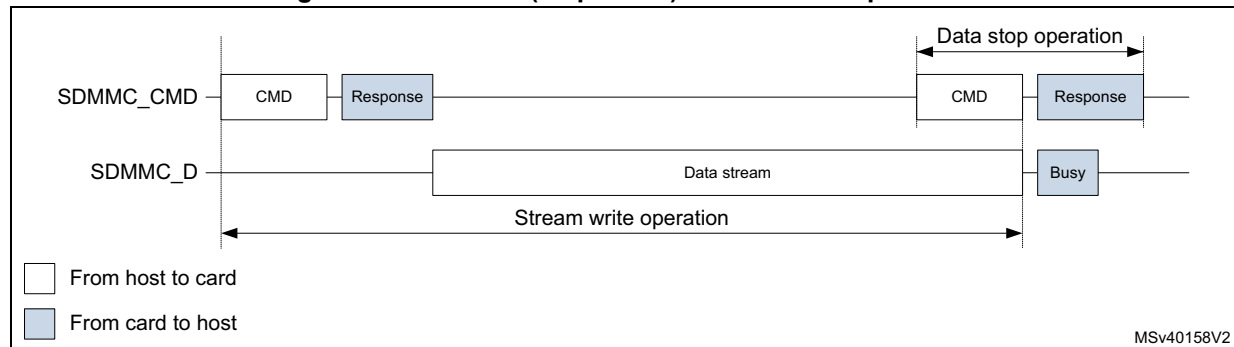 Data stop operation
SDMMC_CMD CMD Response CMD Response
SDMMC_D Data stream Busy
Stream write operation
From host to card
From card to host
MSv40158V2